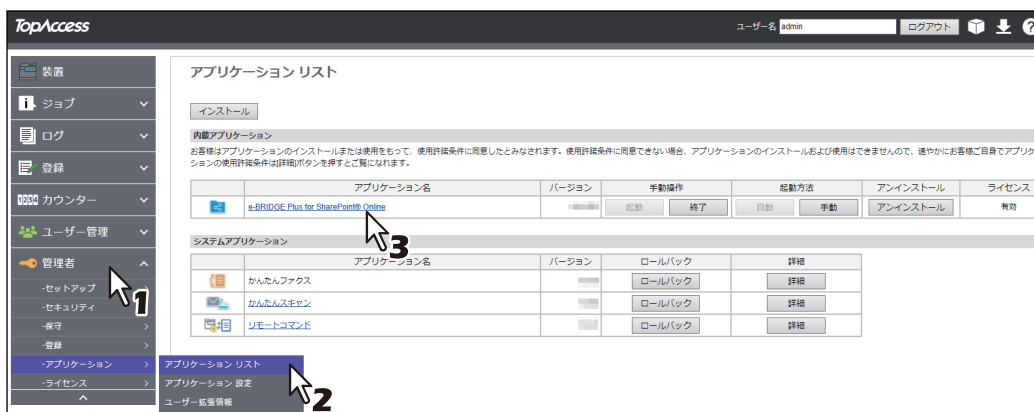 TopAccess
ユーザー名 admin ログアウト ?
装置
アプリケーション リスト
ジョブ
インストール
ログ
内蔵アプリケーション
お客様はアプリケーションのインストールまたは使用をもって、使用許諾条件に同意したとみなされます。使用許諾条件に同意できない場合、アプリケーションのインストールおよび使用はできませんので、速やかにお客様ご自身でアプリケ
ションの使用許諾条件は[詳細]ボタンを押すとご覧になれます。
登録
アプリケーション名 バージョン 手動操作 起動方法 アンインストール ライセンス
1234 カウンター
e-BRIDGE Plus for SharePoint® Online 起動 終了 自動 手動 アンインストール 有効
ユーザー管理
3
システムアプリケーション
管理者
1
アプリケーション名 バージョン ロールバック 詳細
-セットアップ
かんたんファクス ロールバック 詳細
-セキュリティ
かんたんスキャン ロールバック 詳細
-保守
リモートコマンド ロールバック 詳細
-登録
-アプリケーション
アプリケーション リスト
-ライセンス
アプリケーション 設定
2
ユーザー拡張情報